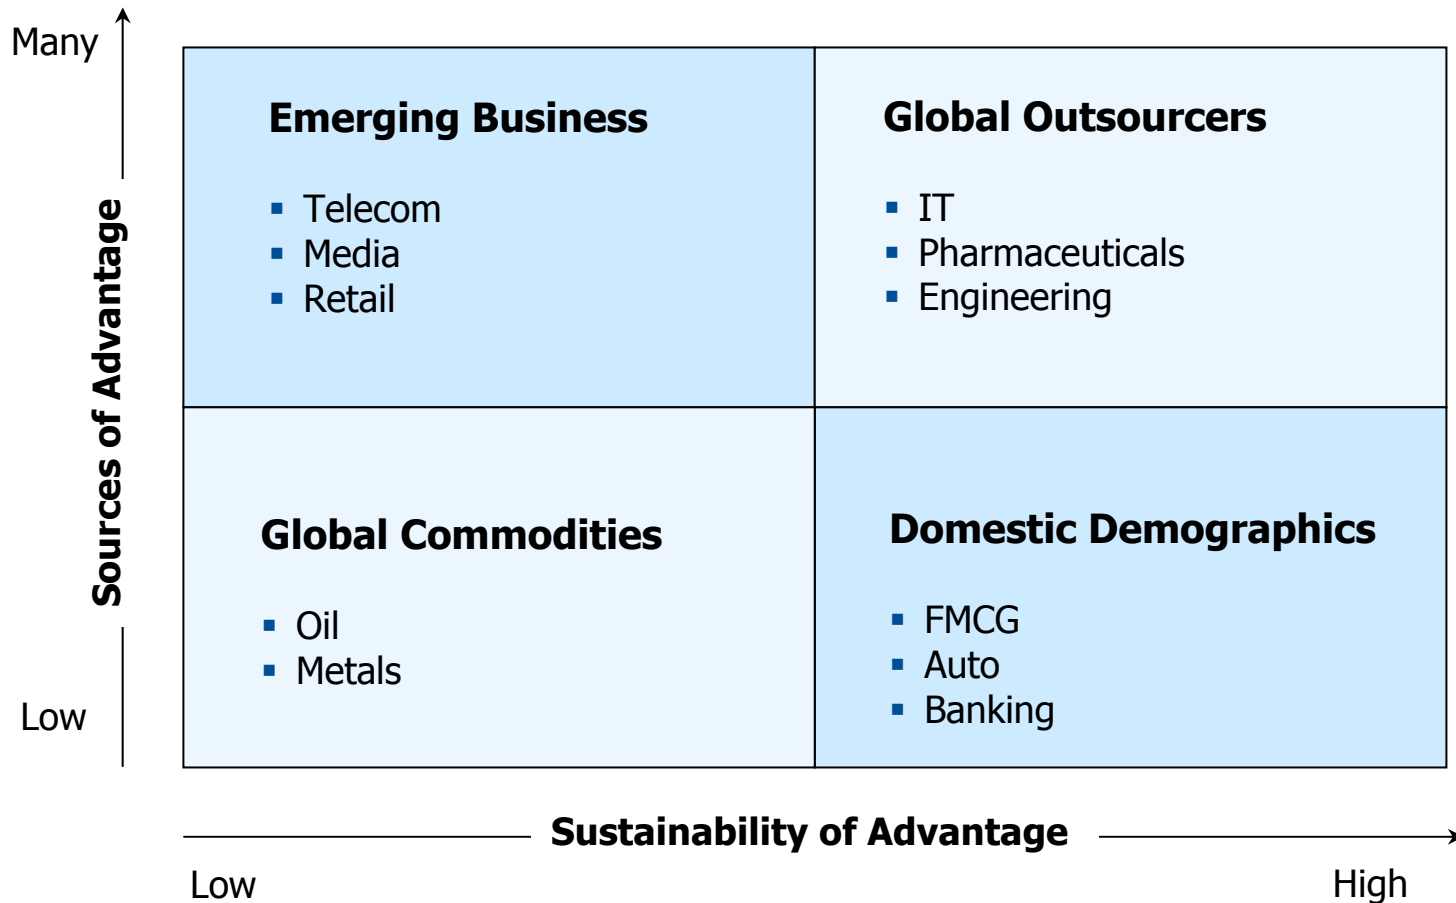 Many
Sources of Advantage
Low
Emerging Business
▪ Telecom
▪ Media
▪ Retail
Global Outsourcers
▪ IT
▪ Pharmaceuticals
▪ Engineering
Global Commodities
▪ Oil
▪ Metals
Domestic Demographics
▪ FMCG
▪ Auto
▪ Banking
Sustainability of Advantage
Low
High